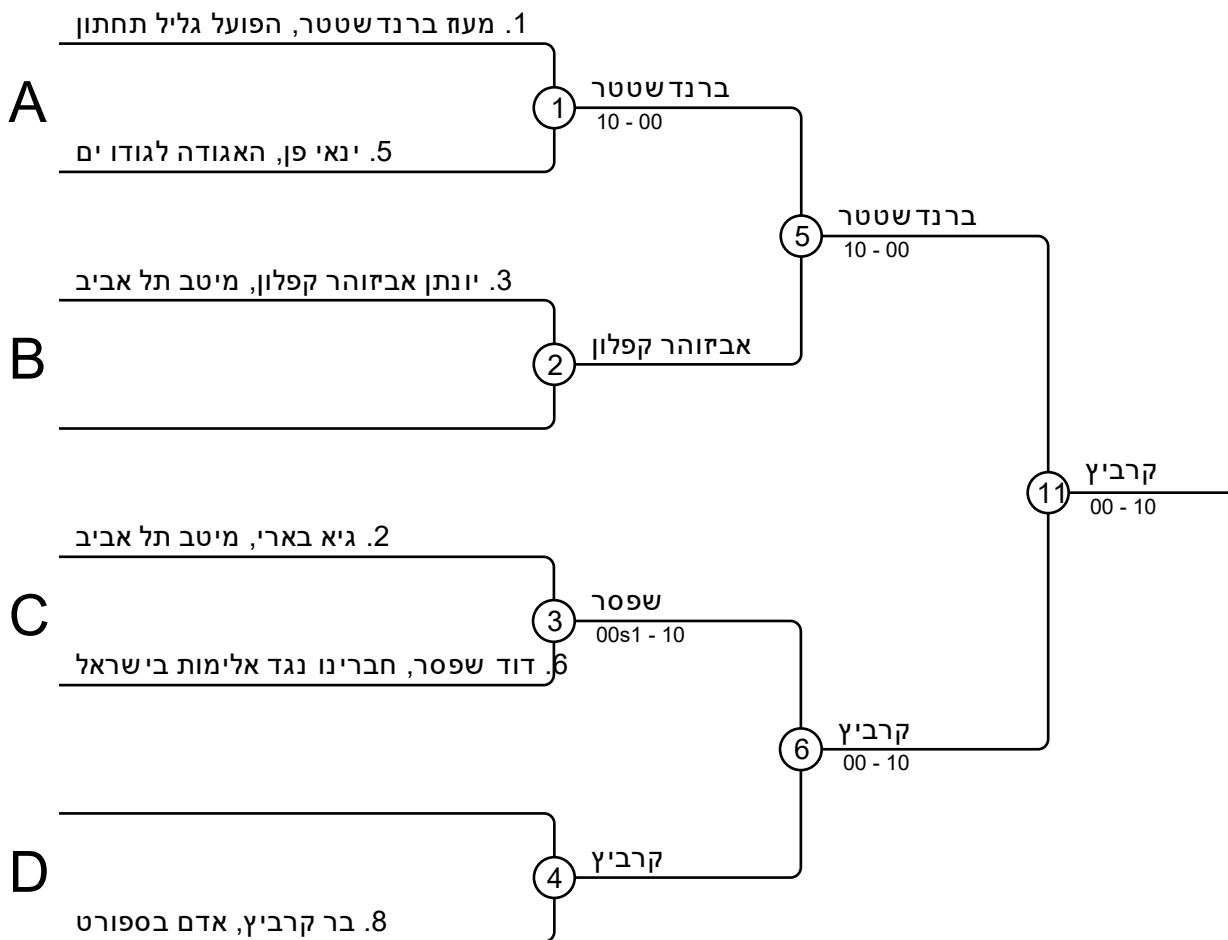 1. מעוז ברנדשטטר, הפועל גליל תחתון
A
1
ברנדשטטר
10 - 00
5. ינאי פן, האגודה לגודו ים
5
ברנדשטטר
10 - 00
3. יונתן אביזוהר קפלון, מיטב תל אביב
B
2
אביזוהר קפלון
11
קרביץ
00 - 10
2. גיא בארי, מיטב תל אביב
C
3
שפסר
00s1 - 10
6. דוד שפסר, חברינו נגד אלימות בישראל
6
קרביץ
00 - 10
D
4
קרביץ
8. בר קרביץ, אדם בספורט